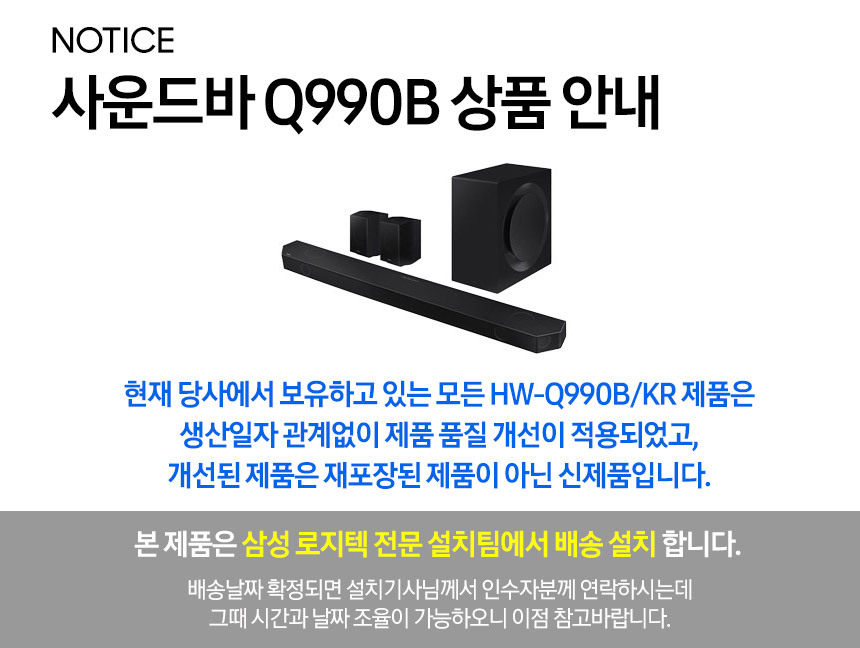 NOTICE
사운드바 Q990B 상품 안내
현재 당사에서 보유하고 있는 모든 HW-Q990B/KR 제품은
생산일자 관계없이 제품 품질 개선이 적용되었고,
개선된 제품은 재포장된 제품이 아닌 신제품입니다.
본 제품은 삼성 로지텍 전문 설치팀에서 배송 설치 합니다.
배송날짜 확정되면 설치기사님께서 인수자분께 연락하시는데
그때 시간과 날짜 조율이 가능하오니 이점 참고바랍니다.